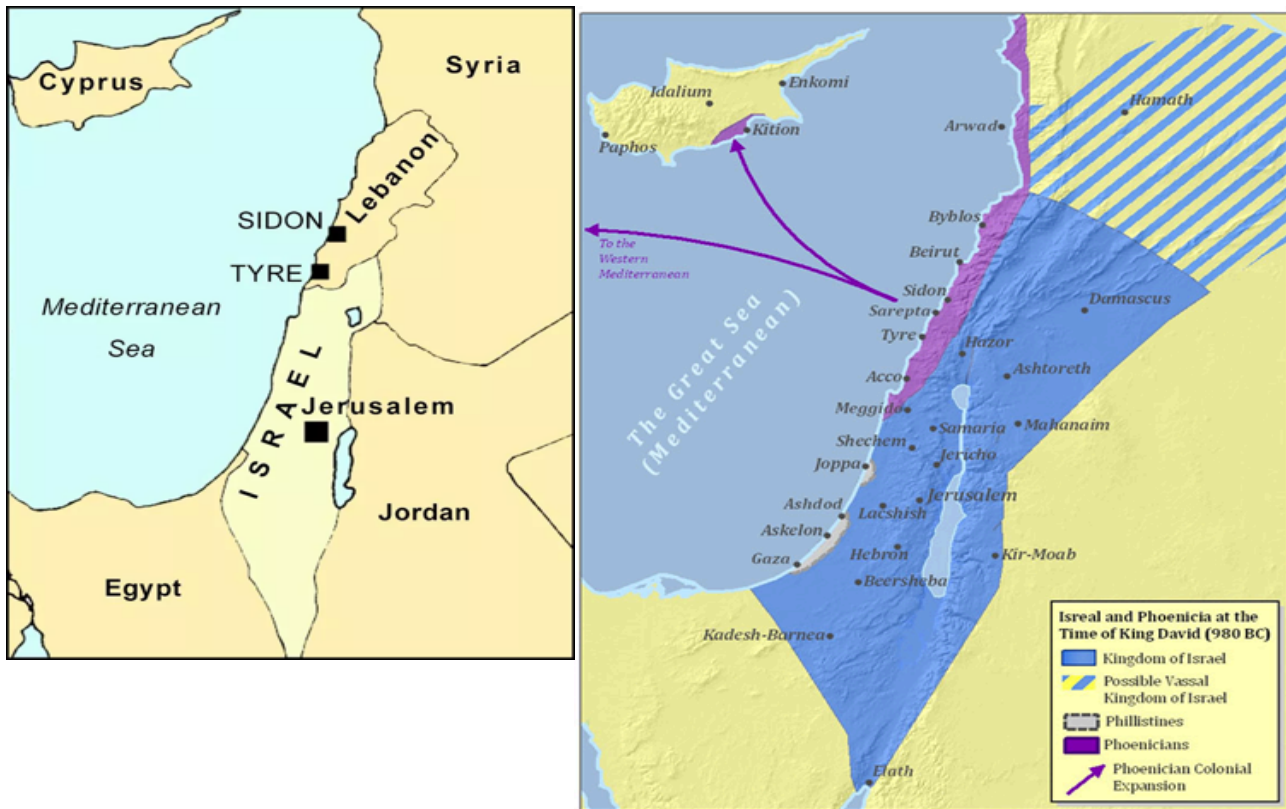 Cyprus
Syria
Lebanon
SIDON
TYRE
Mediterranean
Sea
ISRAEL
Jerusalem
Jordan
Egypt
Enkomi
Idalium
Kition
Paphos
Hamath
Arwad
Byblos
To the
Western
Mediterranean
Beirut
Sidon
Damascus
Sarepta
Tyre
The Great Sea
(Mediterranean)
Hazor
Ashtoreth
Acco
Meggido
Samaria
Mahanaim
Shechem
Joppa
Jericho
Ashdod
Jerusalem
Lacshish
Askelon
Hebron
Gaza
Kir-Moab
Beersheba
Kadesh-Barnea
Elath
Isreal and Phoenicia at the
Time of King David (980 BC)
Kingdom of Israel
Possible Vassal
Kingdom of Israel
Phillistines
Phoenicians
Phoenician Colonial
Expansion